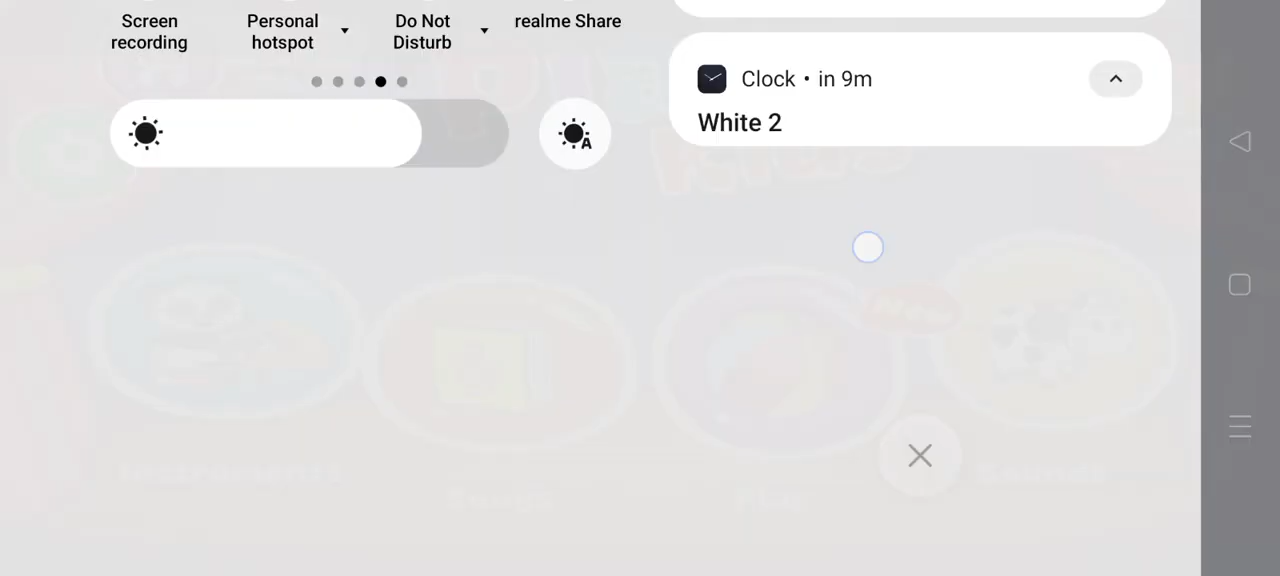 Screen
recording
Personal
hotspot
Do Not
Disturb
realme Share
A
Clock • in 9m
White 2